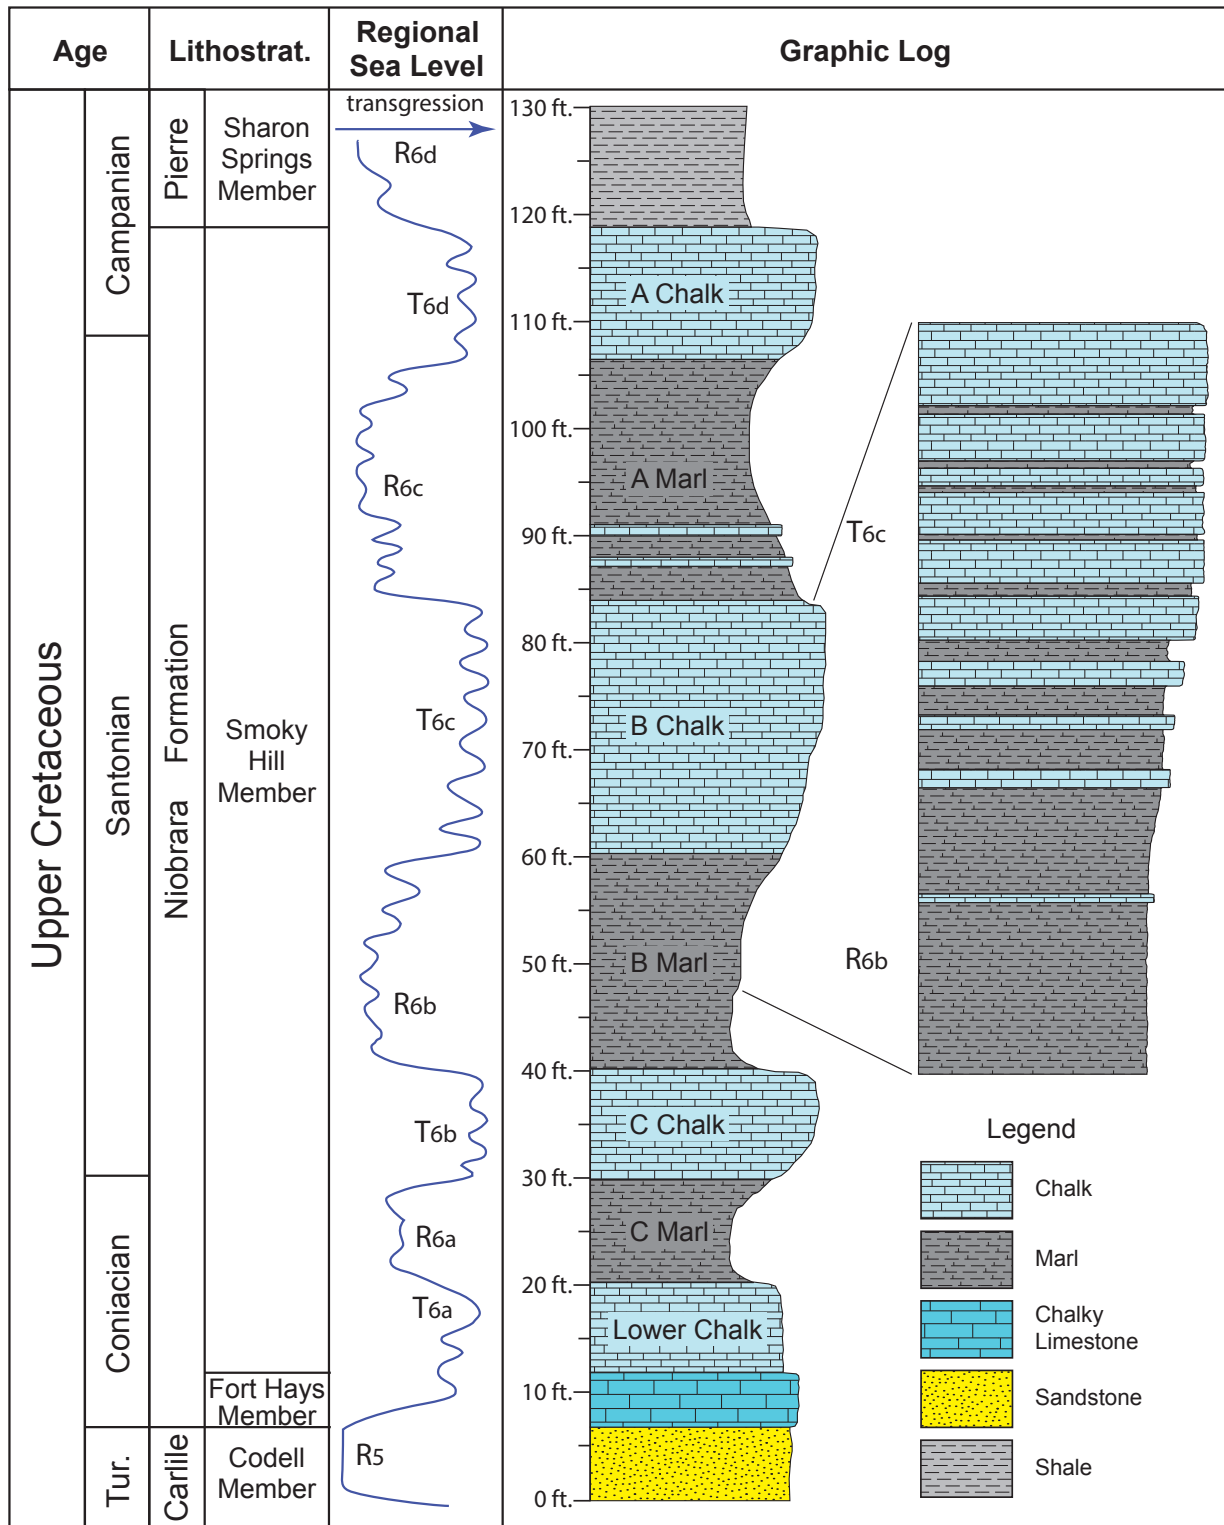 Age
Lithostrat.
Regional
Sea Level
Graphic Log
Upper Cretaceous
Campanian
Santonian
Coniacian
Tur.
Pierre
Niobrara Formation
Carlile
Sharon
Springs
Member
Smoky
Hill
Member
Fort Hays
Member
Codell
Member
transgression
R6d
T6d
R6c
T6c
R6b
T6b
R6a
T6a
R5
130 ft.
120 ft.
110 ft.
100 ft.
90 ft.
80 ft.
70 ft.
60 ft.
50 ft.
40 ft.
30 ft.
20 ft.
10 ft.
0 ft.
A Chalk
A Marl
B Chalk
B Marl
C Chalk
C Marl
Lower Chalk
T6c
R6b
Legend
Chalk
Marl
Chalky
Limestone
Sandstone
Shale